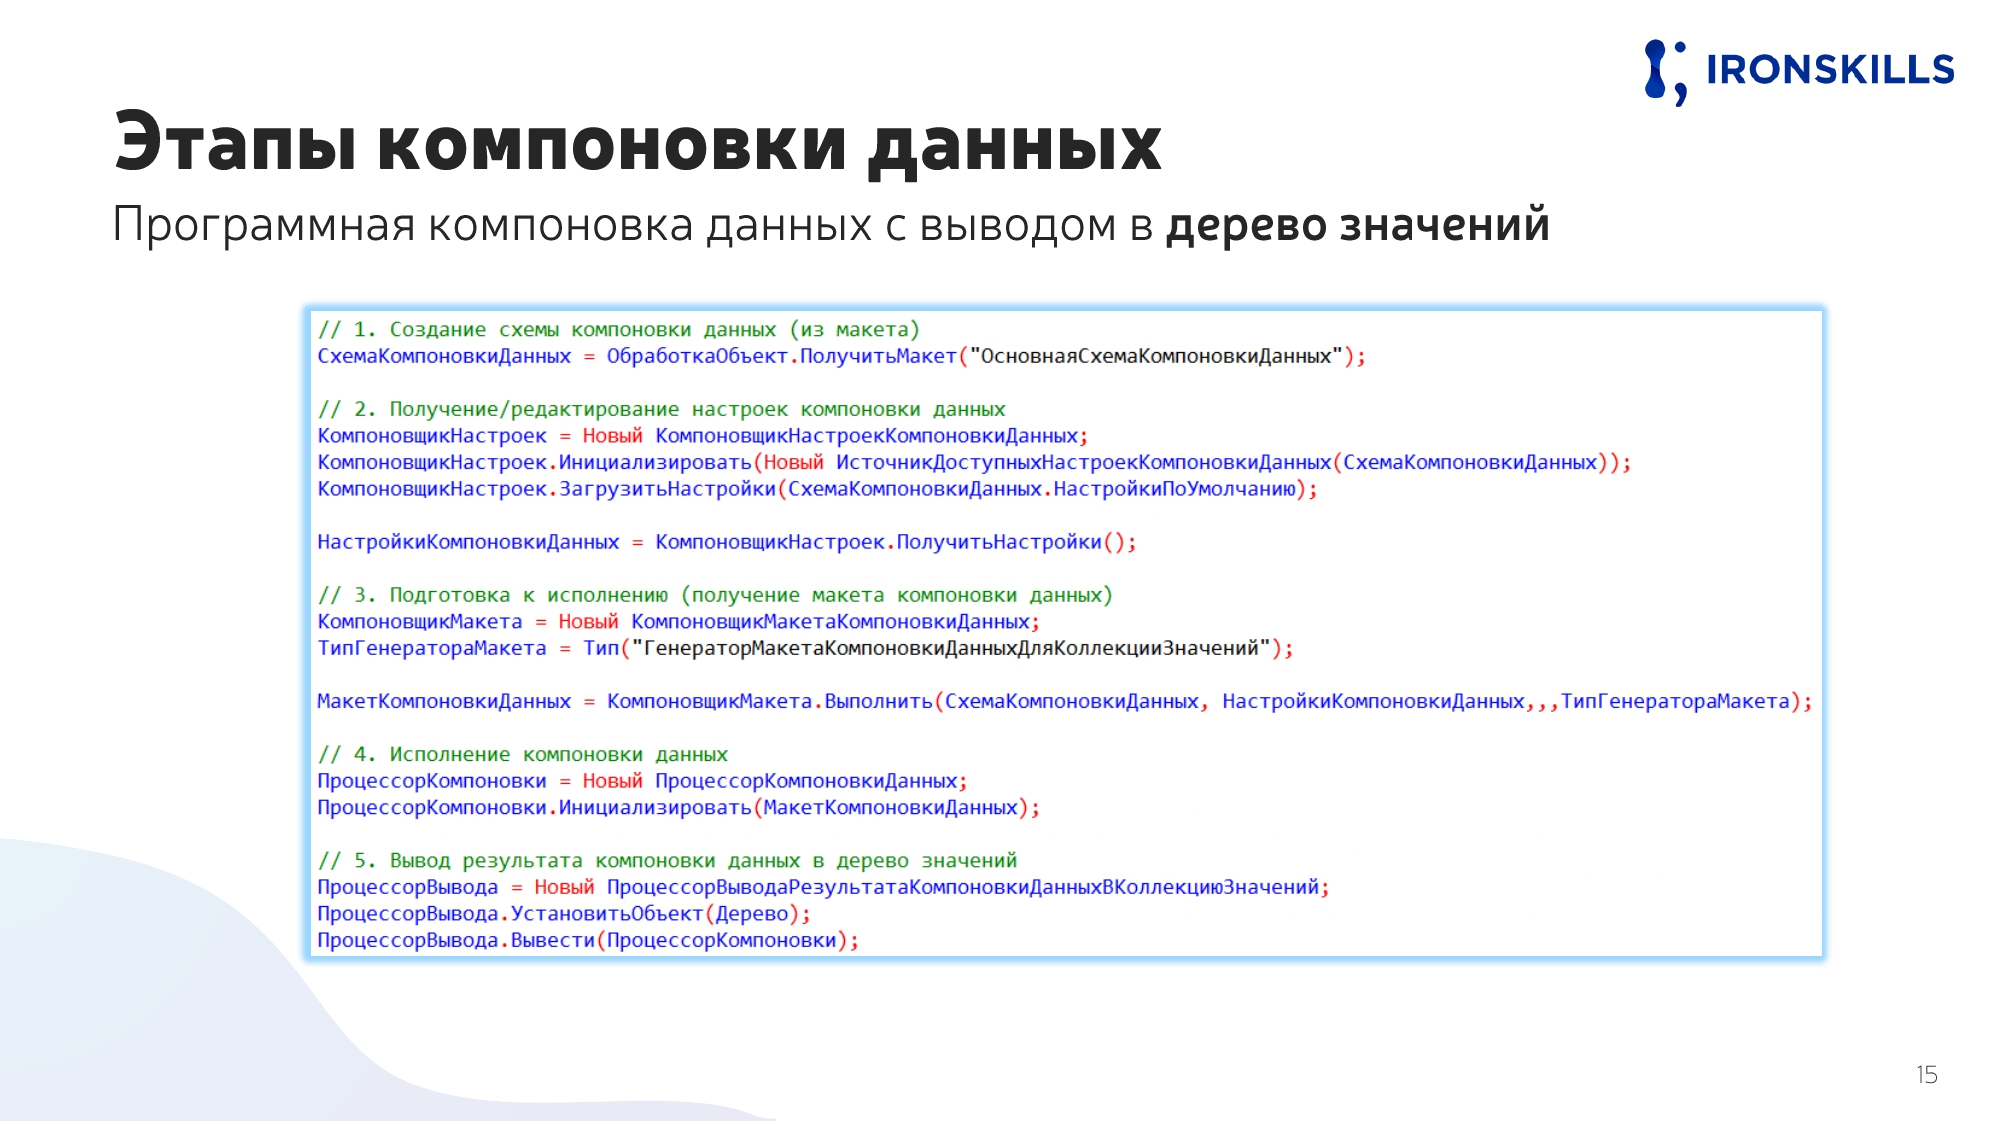 IRONSKILLS
Этапы компоновки данных
Программная компоновка данных с выводом в дерево значений
// 1. Создание схемы компоновки данных (из макета)
СхемаКомпоновкиДанных = ОбработкаОбъект.ПолучитьМакет("ОсновнаяСхемаКомпоновкиДанных");
// 2. Получение/редактирование настроек компоновки данных
КомпоновщикНастроек = Новый КомпоновщикНастроекКомпоновкиДанных;
КомпоновщикНастроек.Инициализировать(Новый ИсточникДоступныхНастроекКомпоновкиДанных(СхемаКомпоновкиДанных));
КомпоновщикНастроек.ЗагрузитьНастройки(СхемаКомпоновкиДанных.НастройкиПоУмолчанию);
НастройкиКомпоновкиДанных = КомпоновщикНастроек.ПолучитьНастройки();
// 3. Подготовка к исполнению (получение макета компоновки данных)
КомпоновщикМакета = Новый КомпоновщикМакетаКомпоновкиДанных;
ТипГенератораМакета = Тип("ГенераторМакетаКомпоновкиДанныхДляКоллекцииЗначений");
МакетКомпоновкиДанных = КомпоновщикМакета.Выполнить(СхемаКомпоновкиДанных, НастройкиКомпоновкиДанных,,,ТипГенератораМакета);
// 4. Исполнение компоновки данных
ПроцессорКомпоновки = Новый ПроцессорКомпоновкиДанных;
ПроцессорКомпоновки.Инициализировать(МакетКомпоновкиДанных);
// 5. Вывод результата компоновки данных в дерево значений
ПроцессорВывода = Новый ПроцессорВыводаРезультатаКомпоновкиДанныхВКоллекциюЗначений;
ПроцессорВывода.УстановитьОбъект(Дерево);
ПроцессорВывода.Вывести(ПроцессорКомпоновки);
15